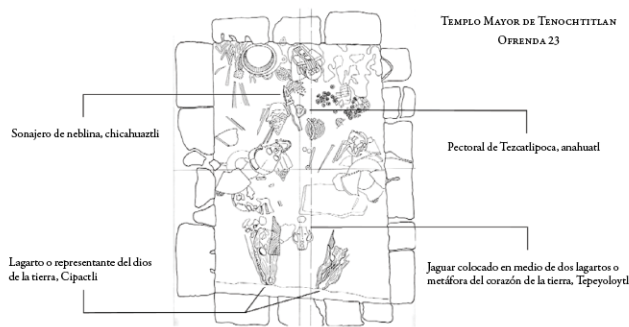 TEMPLO MAYOR DE TENOCHTITLAN
OFRENDA 23
Sonajero de neblina, chicahuaztli
Pectoral de Tezcatlipoca, anahuatl
Lagarto o representante del dios
de la tierra, Cipactli
Jaguar colocado en medio de dos lagartos o
metáfora del corazón de la tierra, Tepeyoloytl